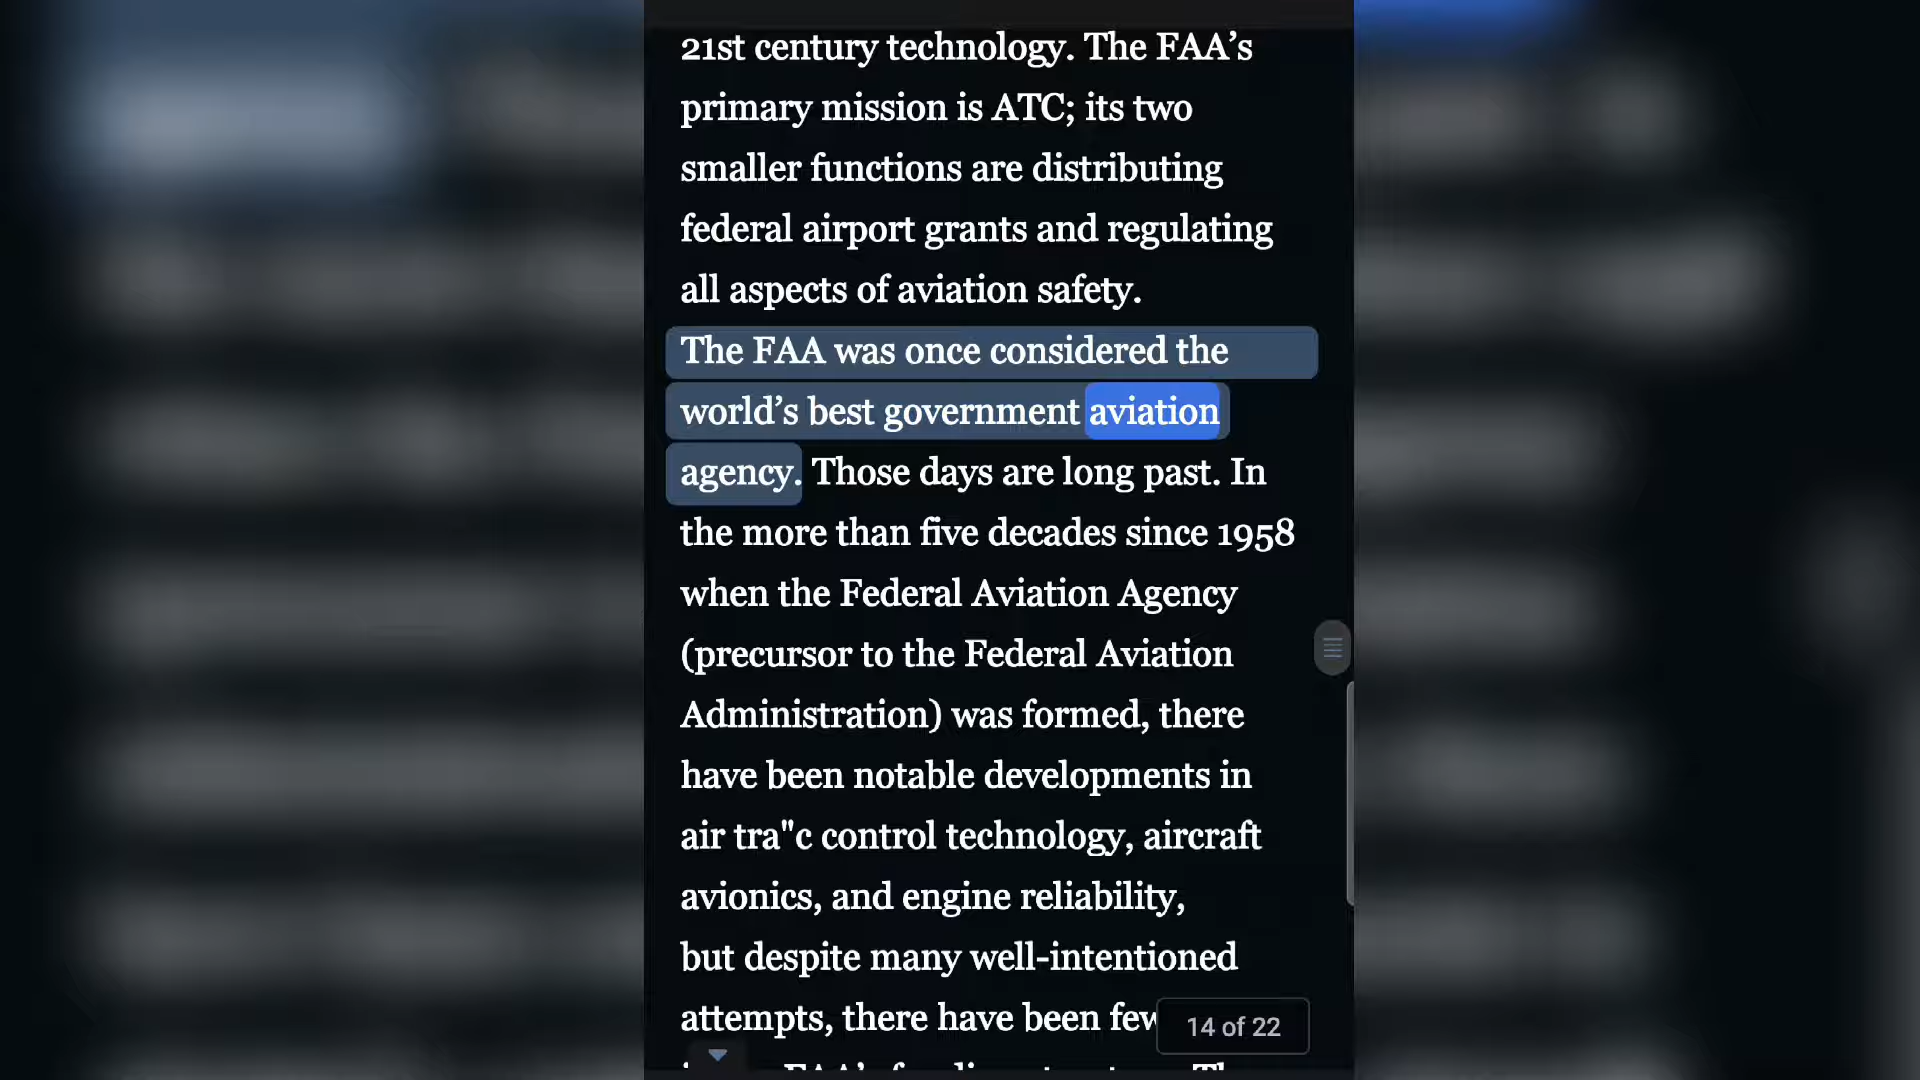 21st century technology. The FAA’s
primary mission is ATC; its two
smaller functions are distributing
federal airport grants and regulating
all aspects of aviation safety.
The FAA was once considered the
world’s best government aviation
agency. Those days are long past. In
the more than five decades since 1958
when the Federal Aviation Agency
(precursor to the Federal Aviation
Administration) was formed, there
have been notable developments in
air tra"c control technology, aircraft
avionics, and engine reliability,
but despite many well-intentioned
attempts, there have been few
14 of 22
FAA’s